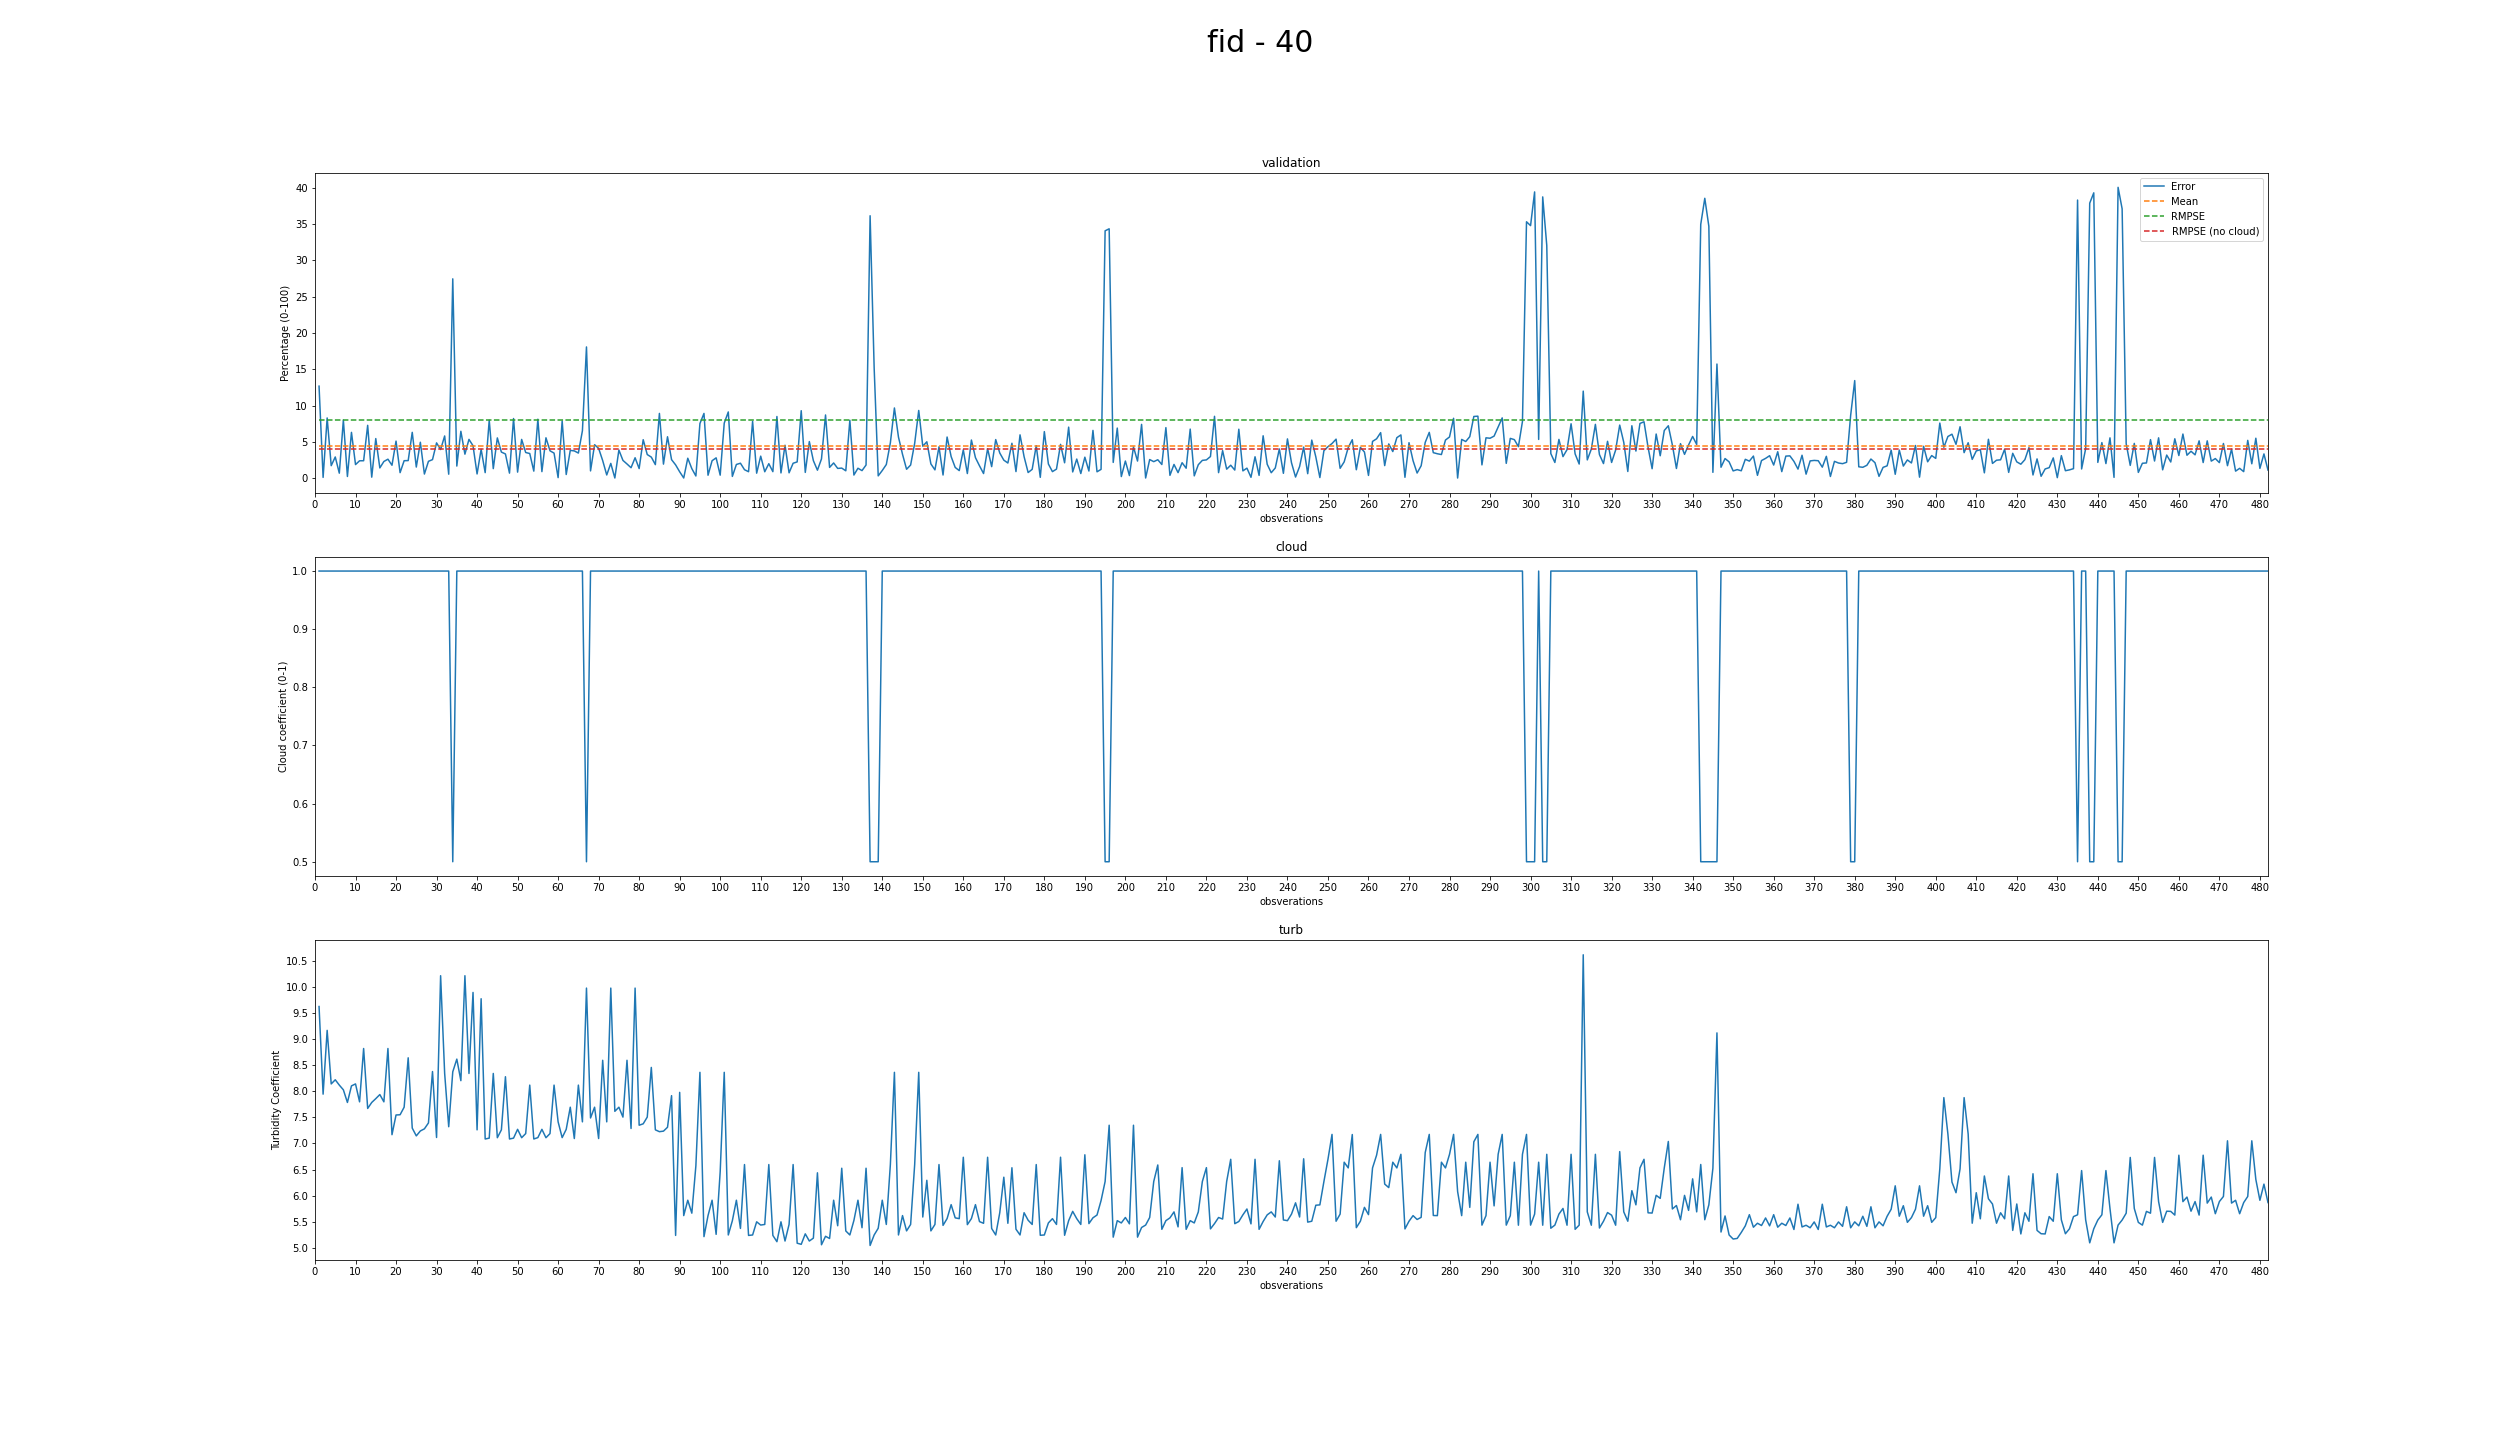 fid - 40
validation
Percentage (0-100)
40
35
30
25
20
15
10
5
0
Error
Mean
RMPSE
RMPSE (no cloud)
0 10 20 30 40 50 60 70 80 90 100 110 120 130 140 150 160 170 180 190 200 210 220 230 240 250 260 270 280 290 300 310 320 330 340 350 360 370 380 390 400 410 420 430 440 450 460 470 480
obsverations
cloud
Cloud coefficient (0-1)
1.0
0.9
0.8
0.7
0.6
0.5
0 10 20 30 40 50 60 70 80 90 100 110 120 130 140 150 160 170 180 190 200 210 220 230 240 250 260 270 280 290 300 310 320 330 340 350 360 370 380 390 400 410 420 430 440 450 460 470 480
obsverations
turb
Turbidity Coefficient
10.5
10.0
9.5
9.0
8.5
8.0
7.5
7.0
6.5
6.0
5.5
5.0
0 10 20 30 40 50 60 70 80 90 100 110 120 130 140 150 160 170 180 190 200 210 220 230 240 250 260 270 280 290 300 310 320 330 340 350 360 370 380 390 400 410 420 430 440 450 460 470 480
obsverations